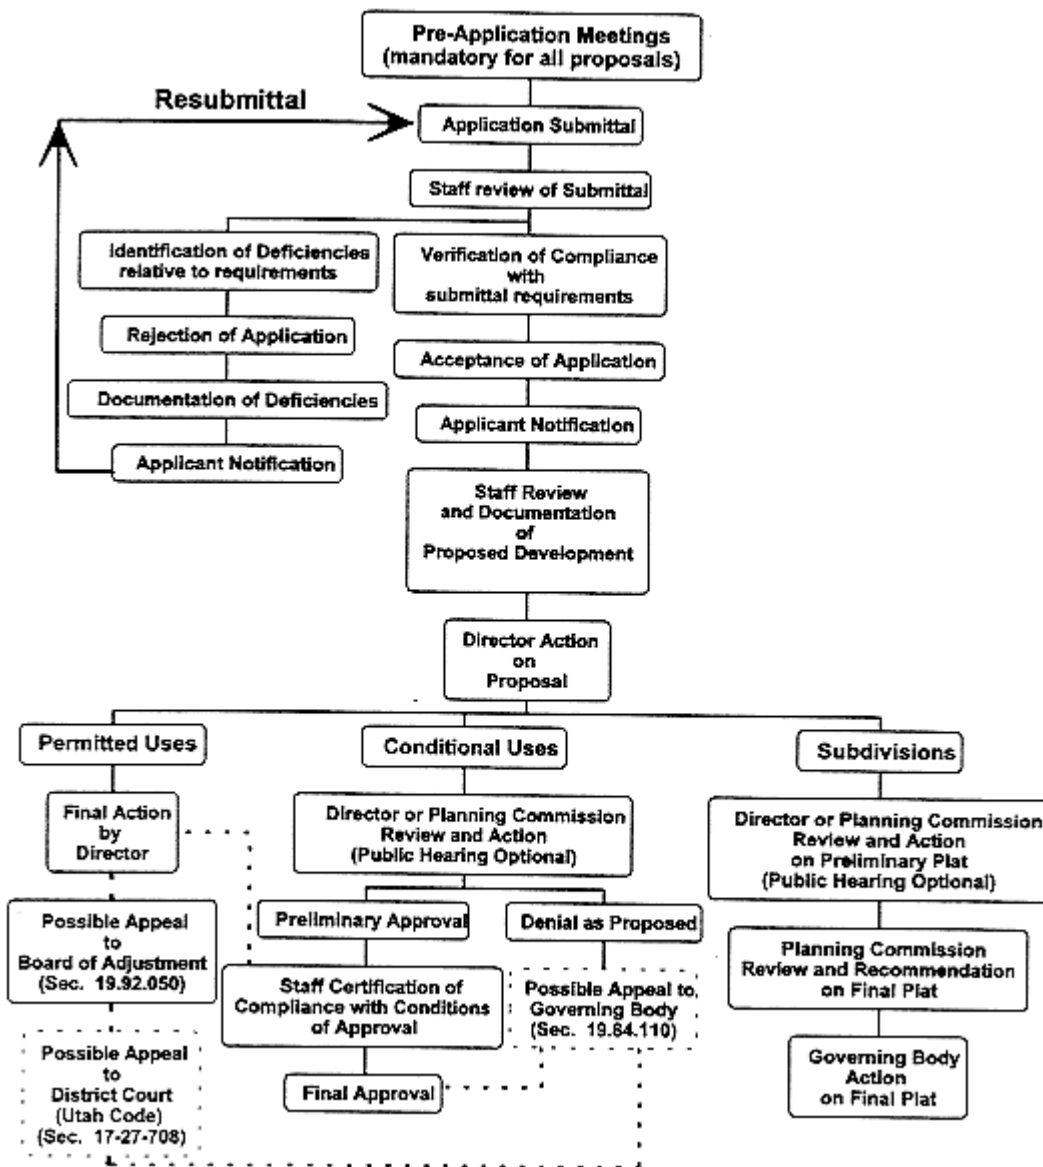 Pre-Application Meetings
(mandatory for all proposals)
Resubmittal
Application Submittal
Staff review of Submittal
Identification of Deficiencies
relative to requirements
Verification of Compliance
with
submittal requirements
Rejection of Application
Acceptance of Application
Documentation of Deficiencies
Applicant Notification
Applicant Notification
Staff Review
and Documentation
of
Proposed Development
Director Action
on
Proposal
Permitted Uses
Conditional Uses
Subdivisions
Final Action
by
Director
Director or Planning Commission
Review and Action
(Public Hearing Optional)
Director or Planning Commission
Review and Action
on Preliminary Plat
(Public Hearing Optional)
Possible Appeal
to
Board of Adjustment
(Sec. 19.92.050)
Preliminary Approval
Denial as Proposed
Planning Commission
Review and Recommendation
on Final Plat
Staff Certification of
Compliance with Conditions
of Approval
Possible Appeal to
Governing Body
(Sec. 19.84.110)
Possible Appeal
to
District Court
(Utah Code)
(Sec. 17-27-708)
Final Approval
Governing Body
Action
on Final Plat